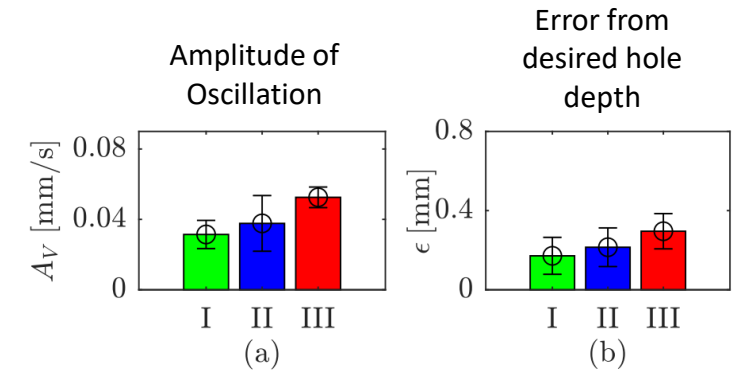 Amplitude of
Oscillation
0.08
0.04
0
A_V [mm/s]
I II III
(a)
Error from
desired hole
depth
0.8
0.4
0
ϵ [mm]
I II III
(b)